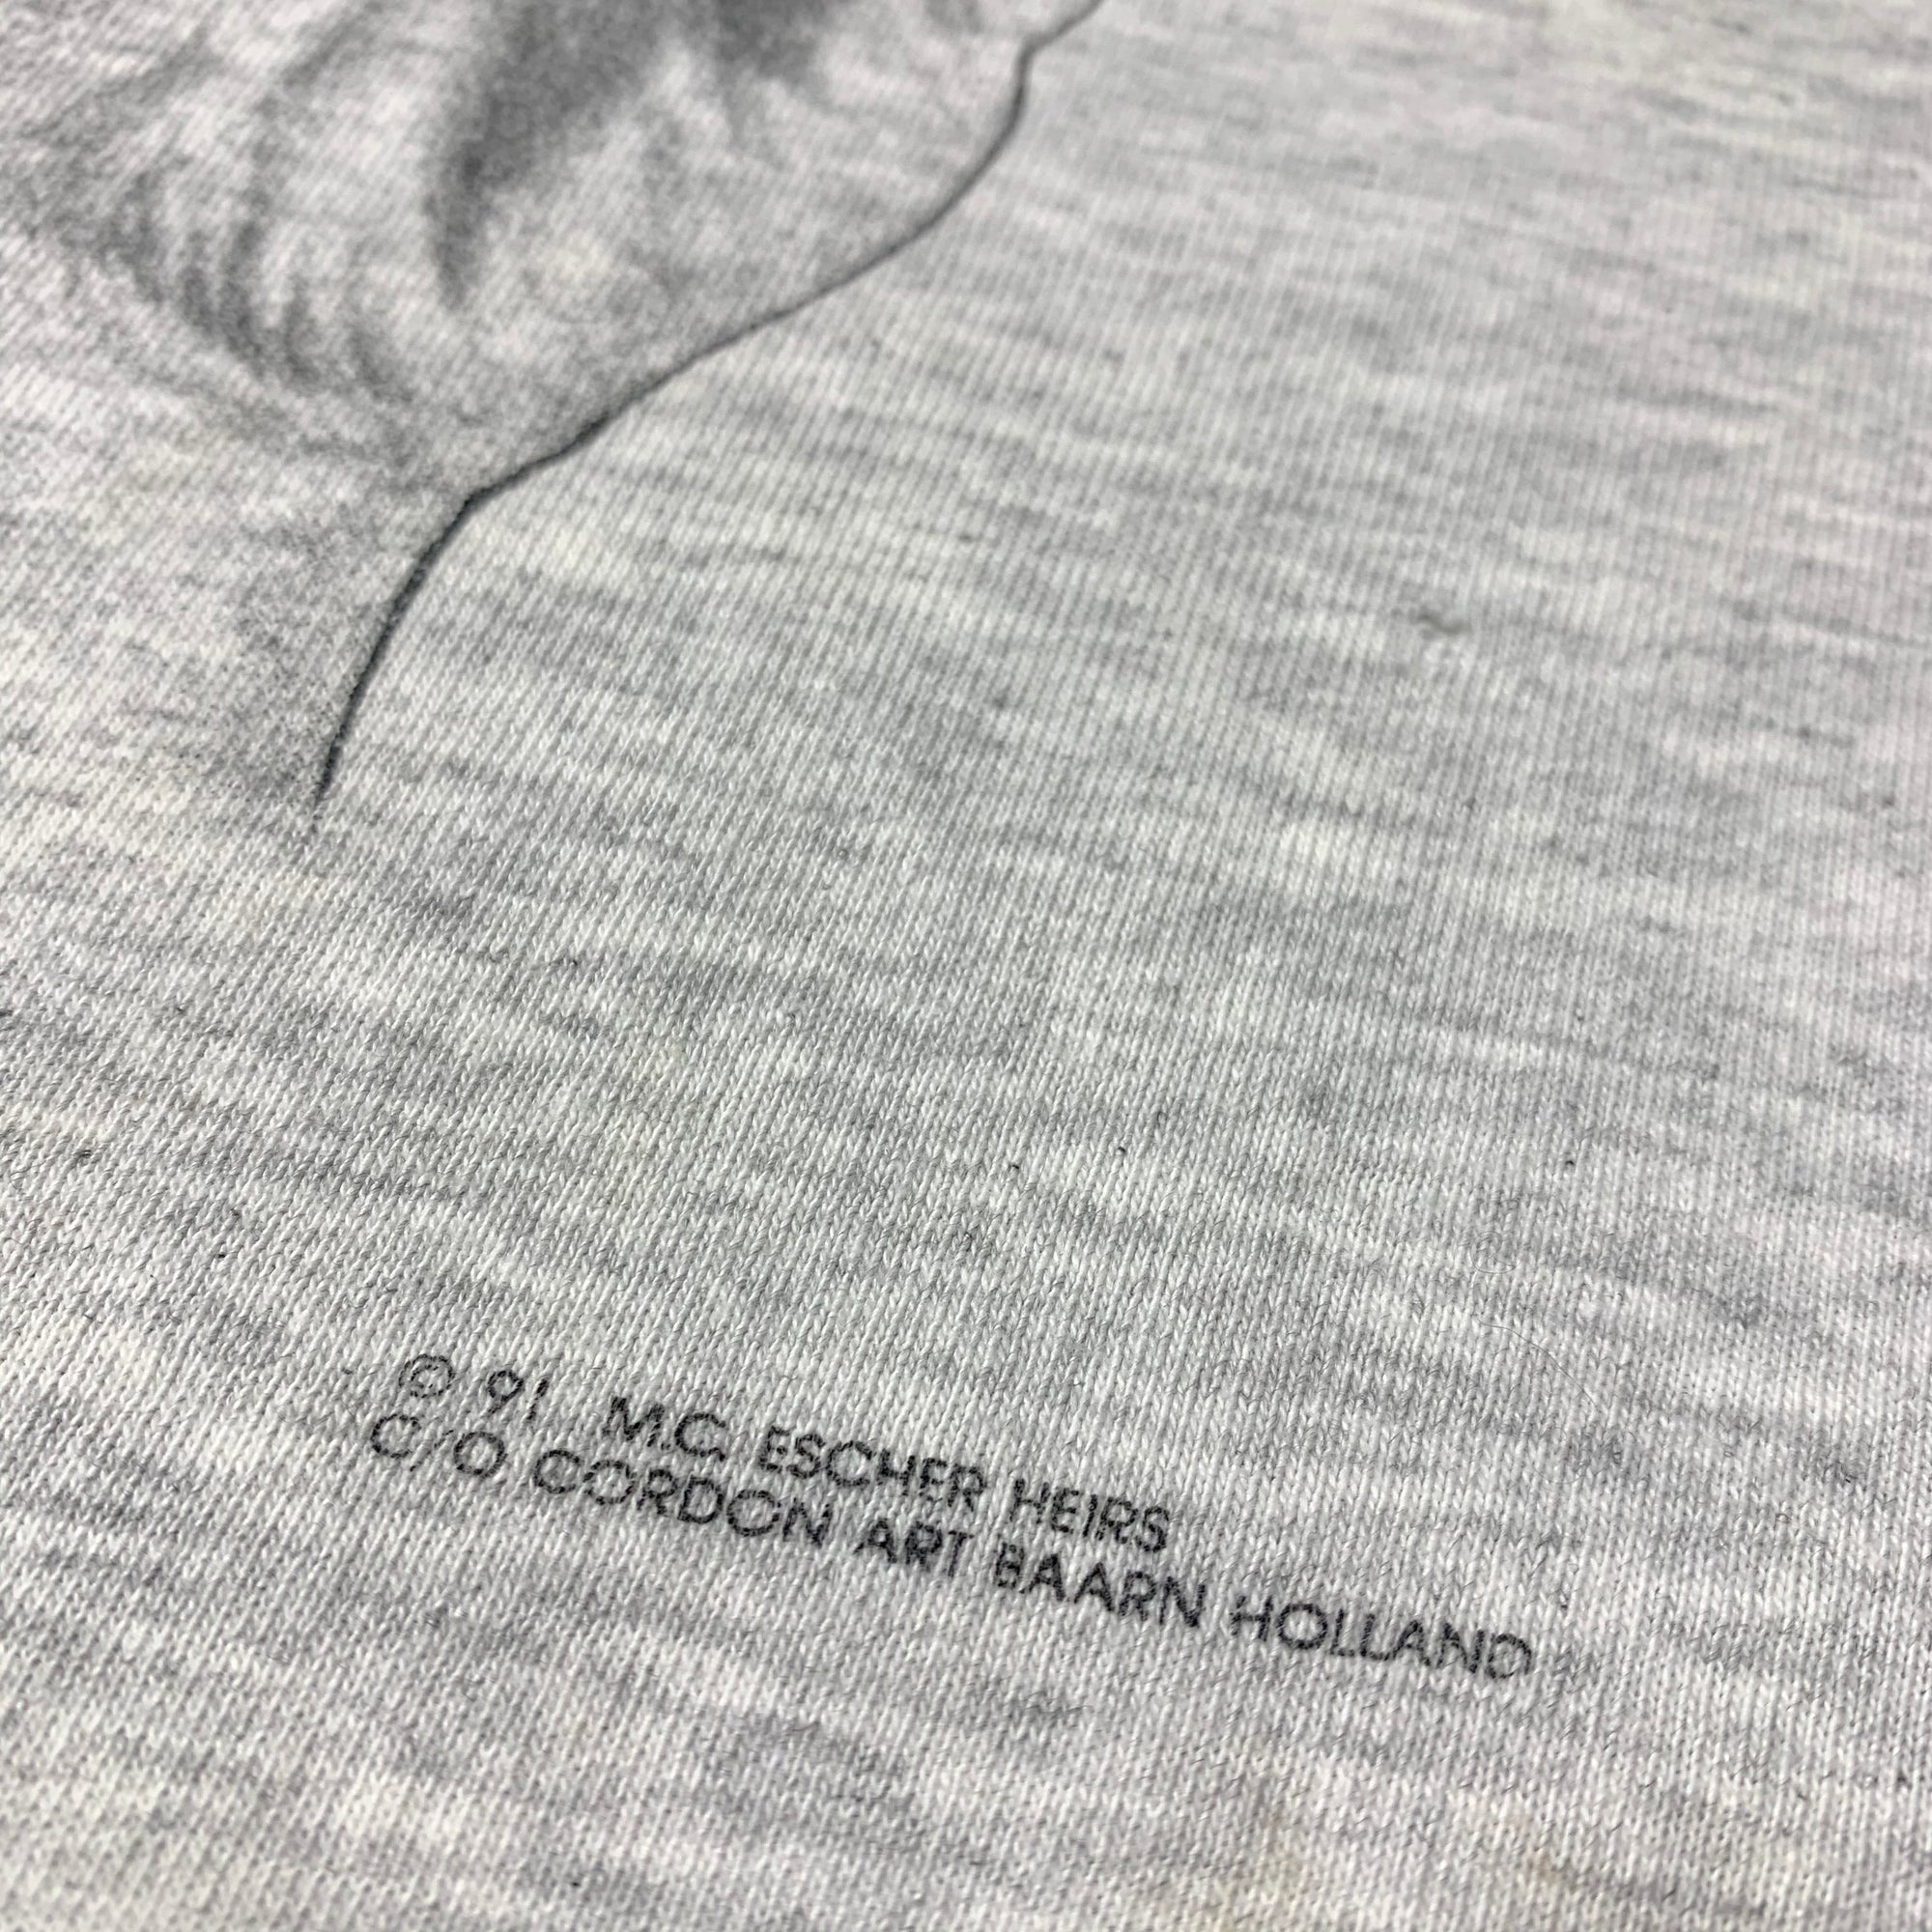 © 91 M.C. ESCHER HEIRS
C/O CORDON ART BAARN HOLLAND